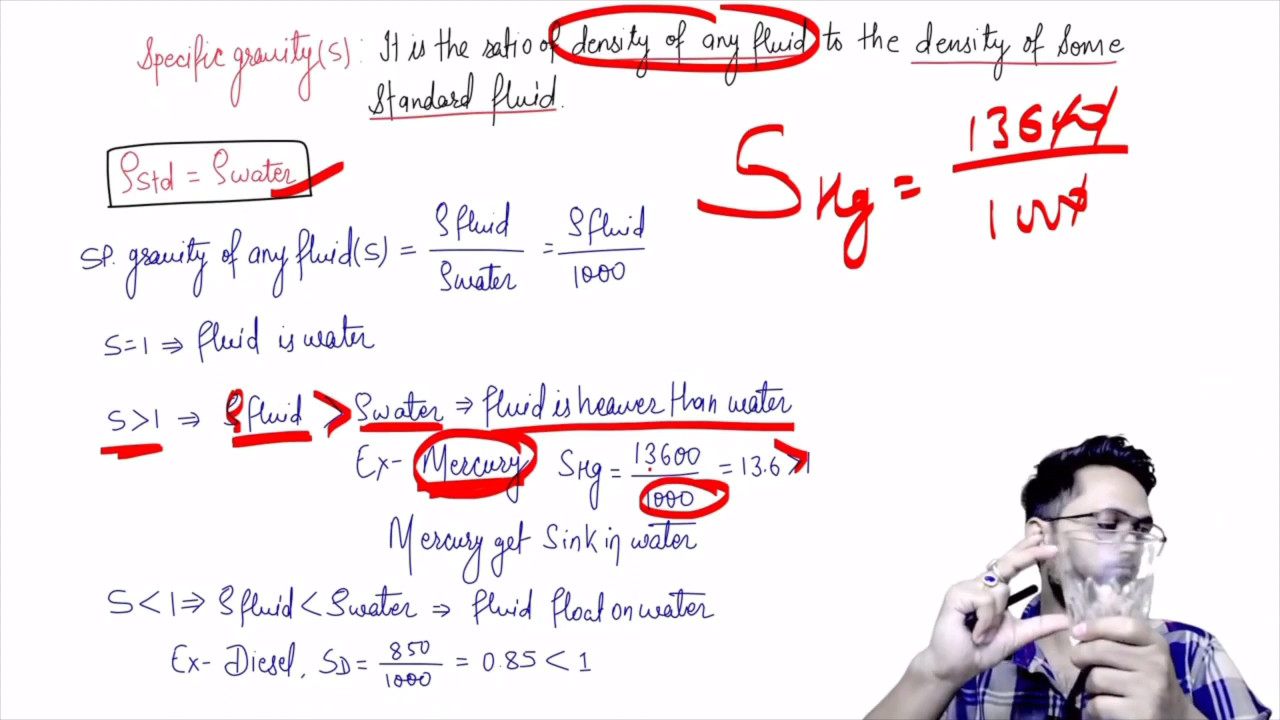 Specific gravity(S): It is the ratio of density of any fluid to the density of Some
Standard fluid.
ρstd = ρwater
SP. gravity of any fluid(S) = ρfluid / ρwater = ρfluid / 1000
S=1 ⇒ fluid is water
S>1 ⇒ ρfluid > ρwater ⇒ fluid is heavier than water
Ex- Mercury SHg = 13600 / 1000 = 13.6 > 1
Mercury get Sink in water
S < 1 ⇒ ρfluid < ρwater ⇒ fluid float on water
Ex- Diesel, SD = 850 / 1000 = 0.85 < 1
SHg = 13600 / 1000